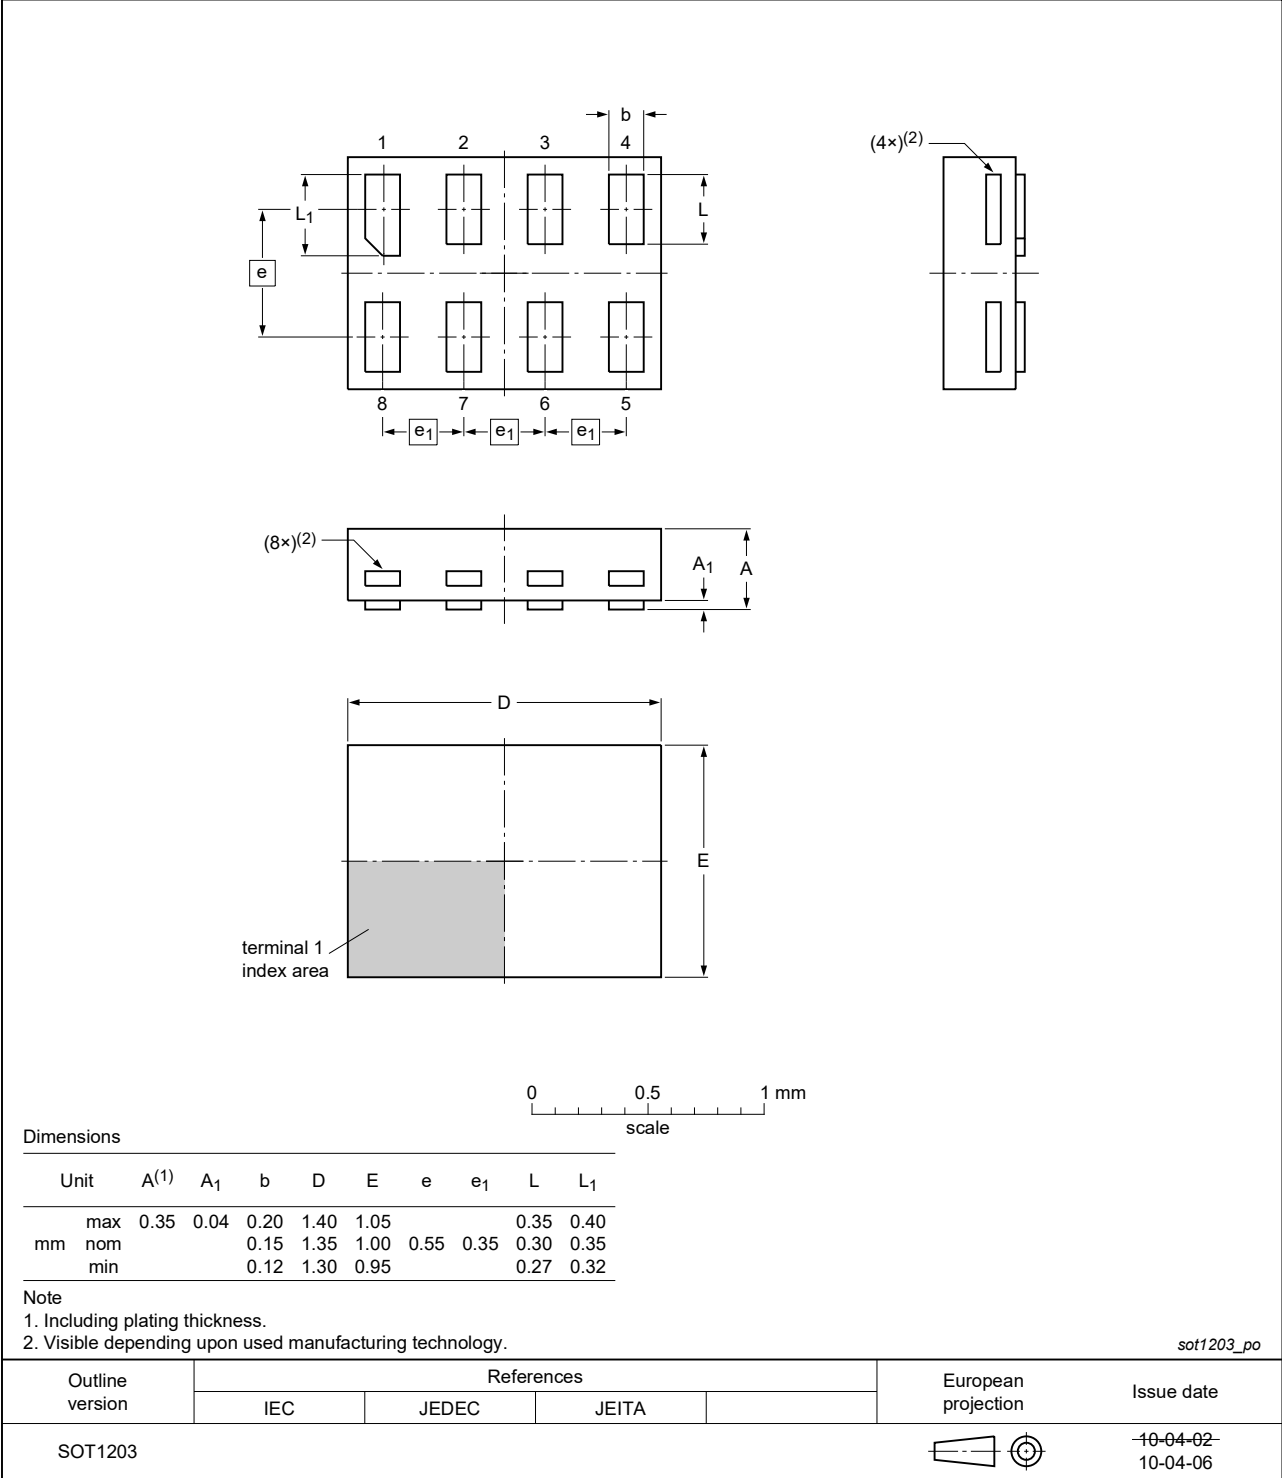 b
1 2 3 4
(4×)(2)
L1
L
e
8 7 6 5
e1 e1 e1
(8×)(2)
A1
A
D
E
terminal 1
index area
0 0.5 1 mm
scale
Dimensions
Unit A(1) A1 b D E e e1 L L1
max 0.35 0.04 0.20 1.40 1.05 0.35 0.40
mm nom 0.15 1.35 1.00 0.55 0.35 0.30 0.35
min 0.12 1.30 0.95 0.27 0.32
Note
1. Including plating thickness.
2. Visible depending upon used manufacturing technology.
sot1203_po
Outline
version
References
IEC JEDEC JEITA
European
projection
Issue date
SOT1203
10-04-02
10-04-06